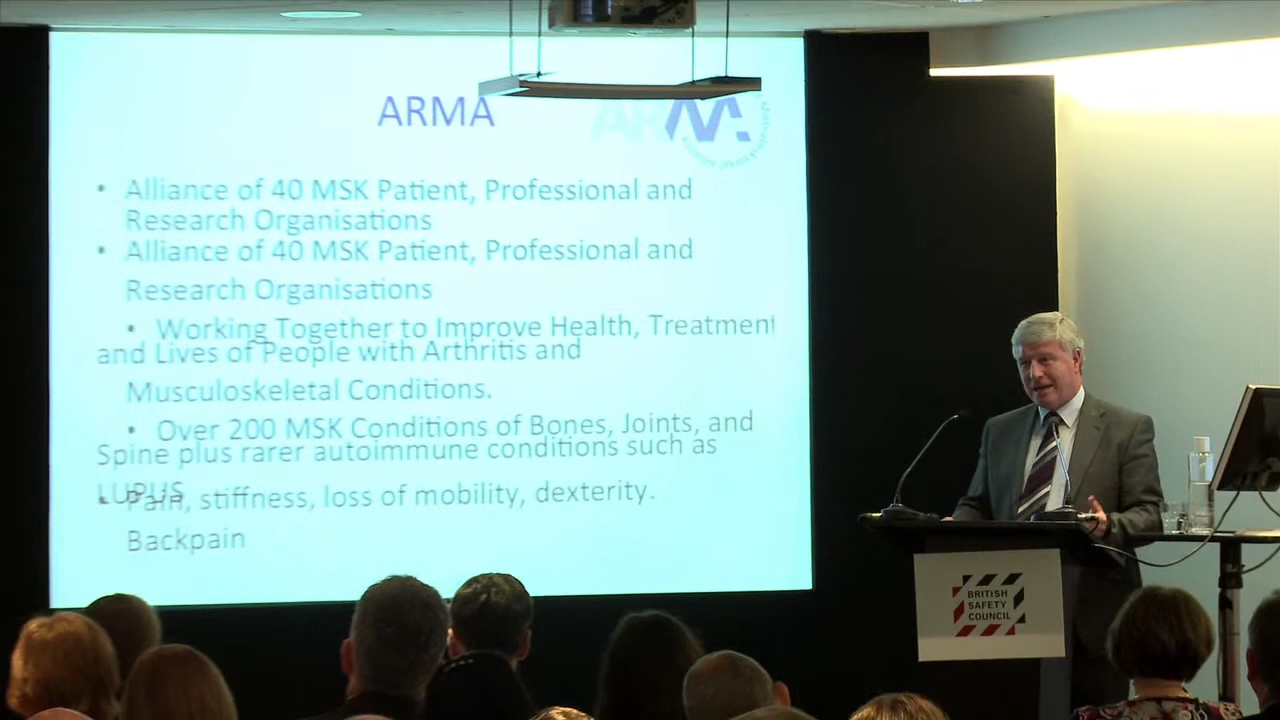 ARMA
ARMA
• Alliance of 40 MSK Patient, Professional and
Research Organisations
• Alliance of 40 MSK Patient, Professional and
Research Organisations
• Working Together to Improve Health, Treatment
and Lives of People with Arthritis and
Musculoskeletal Conditions.
• Over 200 MSK Conditions of Bones, Joints, and
Spine plus rarer autoimmune conditions such as
LUPUS
• Pain, stiffness, loss of mobility, dexterity.
Backpain
BRITISH
SAFETY
COUNCIL